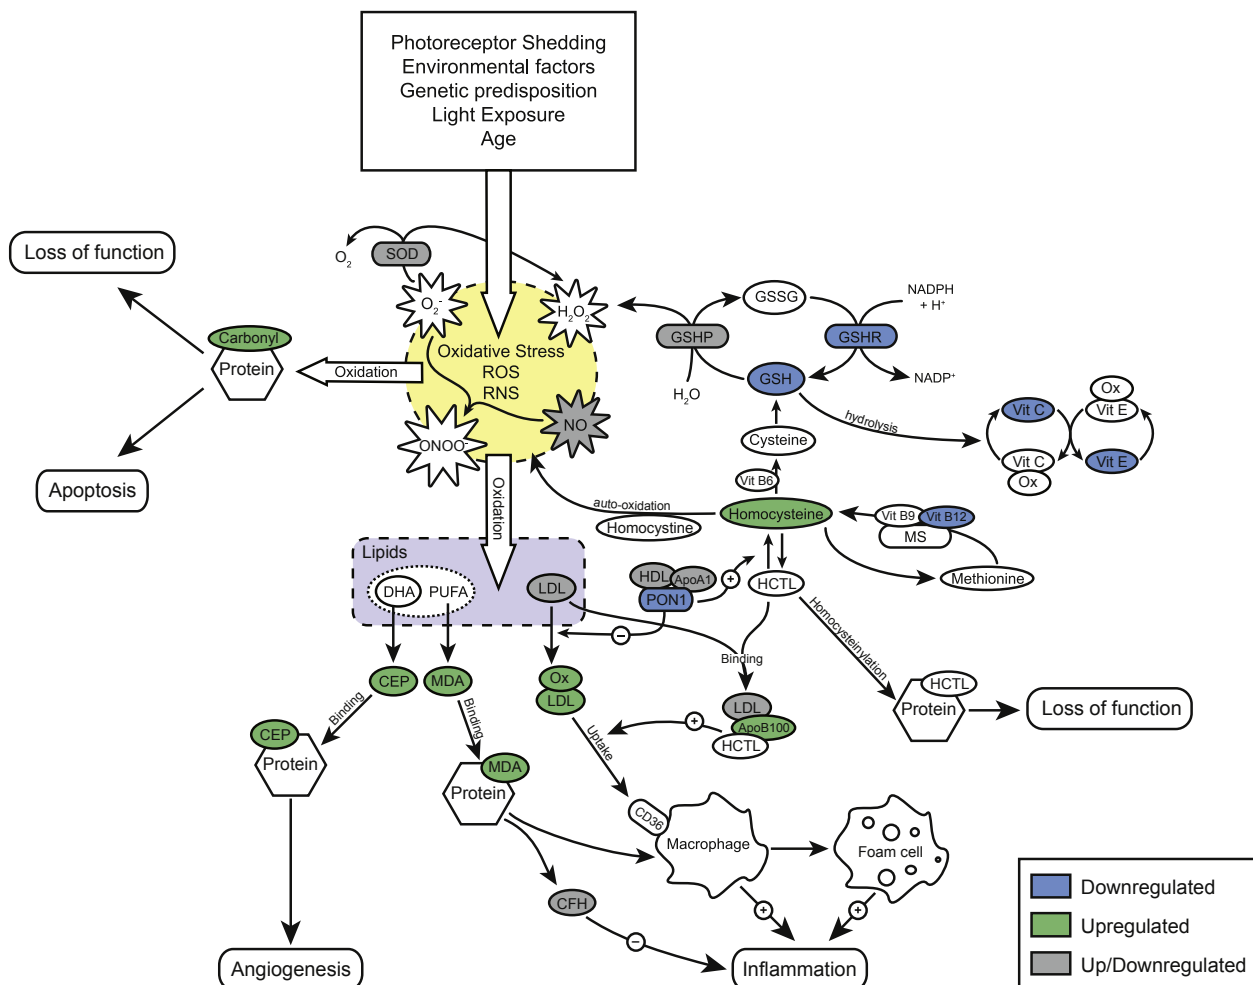 Photoreceptor Shedding
Environmental factors
Genetic predisposition
Light Exposure
Age
Loss of function
O2
SOD
O2-
H2O2
Oxidative Stress
ROS
RNS
NO
ONOO-
Carbonyl
Protein
Oxidation
Apoptosis
GSSG
NADPH
+ H+
GSHP
GSHR
H2O
GSH
NADP+
hydrolysis
Vit C
Ox
Vit E
Vit C
Ox
Vit E
Cysteine
Vit B6
auto-oxidation
Homocysteine
Homocystine
Vit B9
Vit B12
MS
Methionine
Oxidation
Lipids
DHA
PUFA
LDL
HDL
ApoA1
PON1
+
HCTL
−
Homocysteinylation
Binding
CEP
MDA
Ox
LDL
LDL
ApoB100
HCTL
+
HCTL
Protein
Loss of function
Binding
CEP
Protein
Binding
MDA
Protein
Uptake
CD36
Macrophage
Foam cell
CFH
−
+
+
Angiogenesis
Inflammation
Downregulated
Upregulated
Up/Downregulated